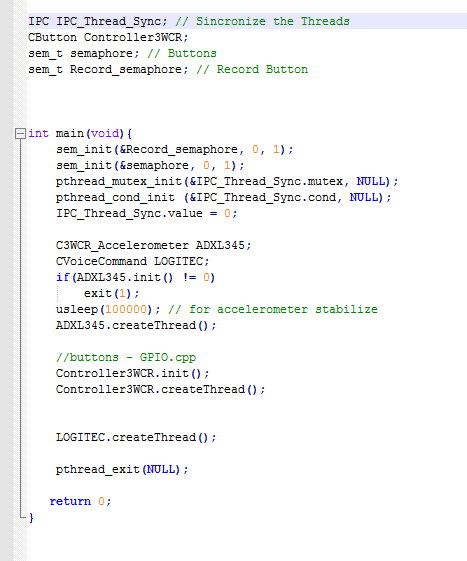 IPC IPC_Thread_Sync; // Sincronize the Threads
CButton Controller3WCR;
sem_t semaphore; // Buttons
sem_t Record_semaphore; // Record Button
int main(void){
sem_init(&Record_semaphore, 0, 1);
sem_init(&semaphore, 0, 1);
pthread_mutex_init(&IPC_Thread_Sync.mutex, NULL);
pthread_cond_init (&IPC_Thread_Sync.cond, NULL);
IPC_Thread_Sync.value = 0;
C3WCR_Accelerometer ADXL345;
CVoiceCommand LOGITEC;
if(ADXL345.init() != 0)
exit(1);
usleep(100000); // for accelerometer stabilize
ADXL345.createThread();
//buttons - GPIO.cpp
Controller3WCR.init();
Controller3WCR.createThread();
LOGITEC.createThread();
pthread_exit(NULL);
return 0;
}